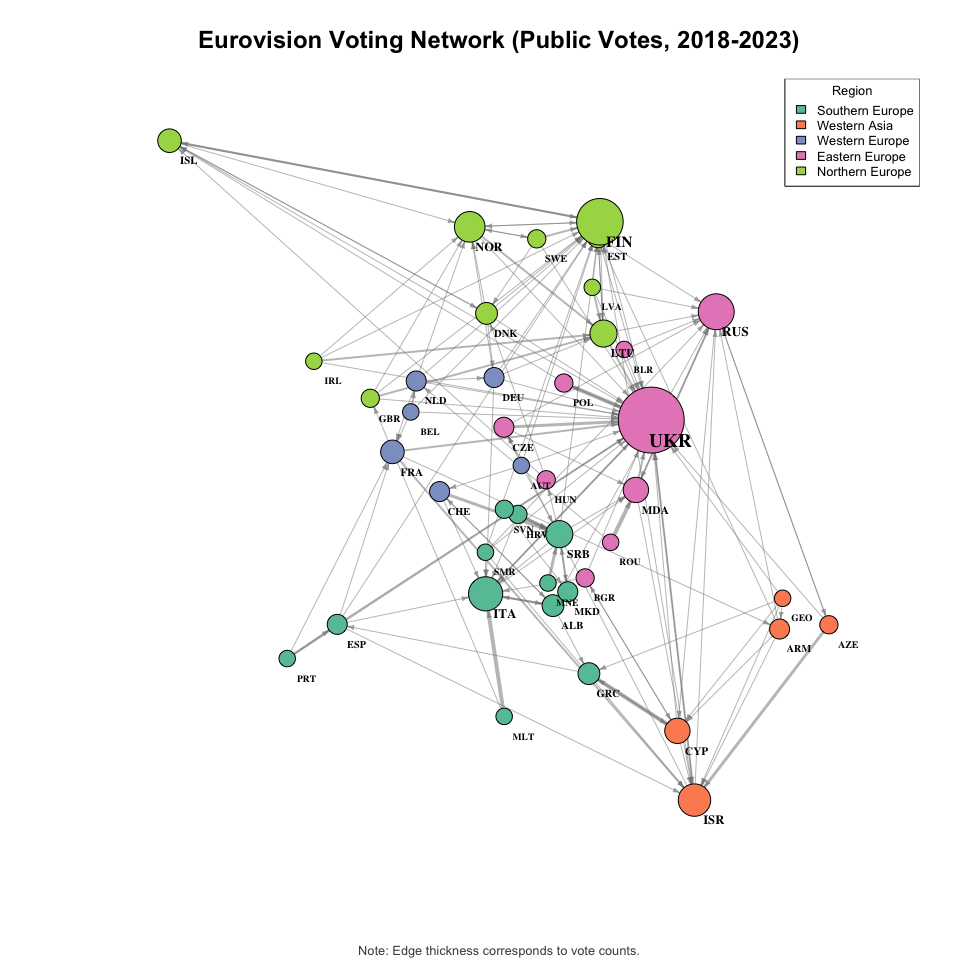 Eurovision Voting Network (Public Votes, 2018-2023)
Region
Southern Europe
Western Asia
Western Europe
Eastern Europe
Northern Europe
ISL
NOR
SWE
FIN
EST
LVA
RUS
DNK
LTU
BLR
IRL
GBR
NLD
BEL
DEU
POL
UKR
CZE
FRA
AUT
HUN
CHE
MDA
SVN
HRV
SRB
ROU
SMR
ITA
MNE
MKD
BGR
ALB
GEO
ARM
AZE
ESP
PRT
GRC
MLT
CYP
ISR
Note: Edge thickness corresponds to vote counts.